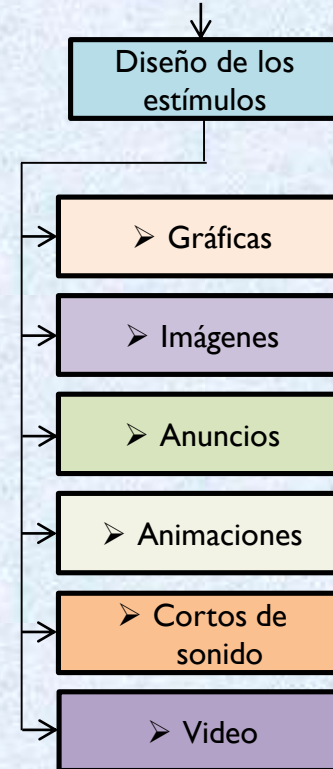 Diseño de los
estímulos
➢ Gráficas
➢ Imágenes
➢ Anuncios
➢ Animaciones
➢ Cortos de
sonido
➢ Video